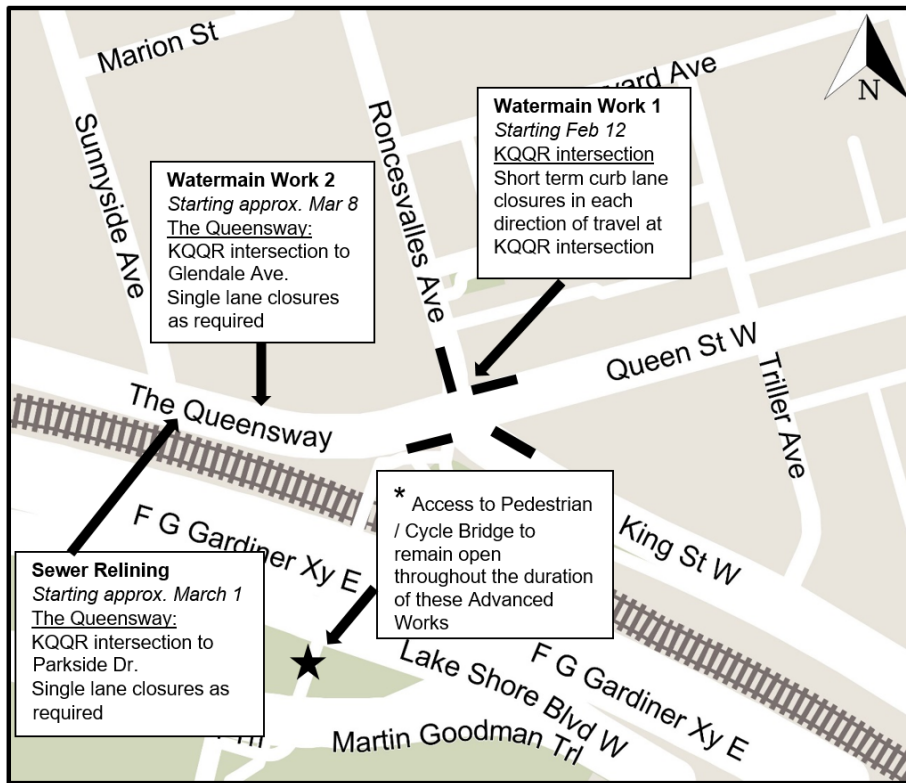 Marion St
Sunnyside Ave
Roncesvalles Ave
Ave
N
Watermain Work 1
Starting Feb 12
KQQR intersection
Short term curb lane
closures in each
direction of travel at
KQQR intersection
Watermain Work 2
Starting approx. Mar 8
The Queensway:
KQQR intersection to
Glendale Ave.
Single lane closures
as required
Queen St W
Triller Ave
The Queensway
King St W
F G Gardiner Xy E
* Access to Pedestrian
/ Cycle Bridge to
remain open
throughout the duration
of these Advanced
Works
Sewer Relining
Starting approx. March 1
The Queensway:
KQQR intersection to
Parkside Dr.
Single lane closures as
required
Lake Shore Blvd W
F G Gardiner Xy E
Martin Goodman Trl